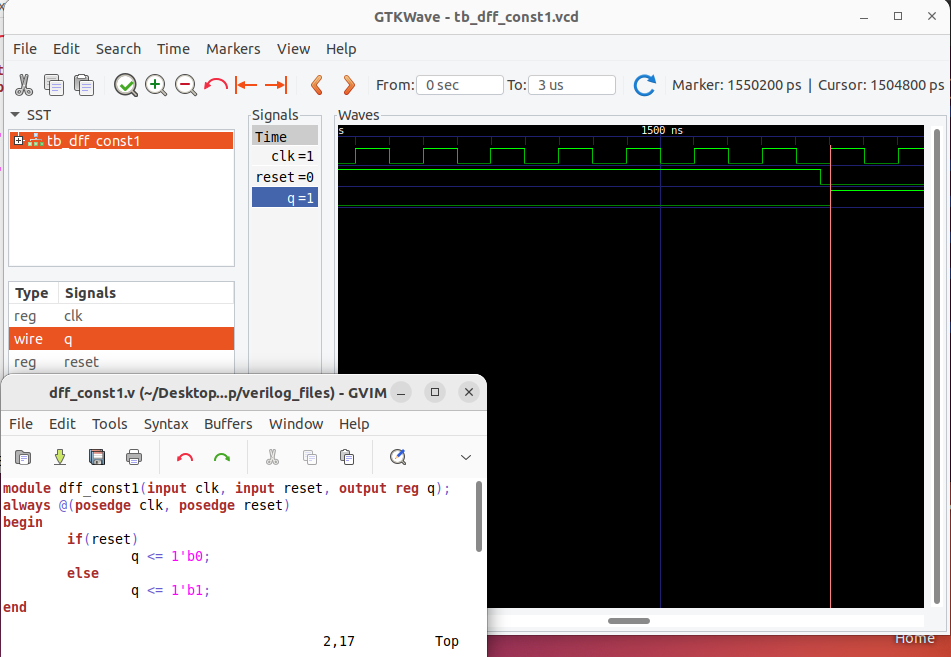 GTKWave - tb_dff_const1.vcd
File Edit Search Time Markers View Help
From: 0 sec To: 3 us Marker: 1550200 ps | Cursor: 1504800 ps
SST
Signals
Waves
tb_dff_const1
Time
clk=1
reset=0
q=1
s
1500 ns
Type Signals
reg clk
wire q
reg reset
dff_const1.v (~/Desktop...p/verilog_files) - GVIM
File Edit Tools Syntax Buffers Window Help
module dff_const1(input clk, input reset, output reg q);
always @(posedge clk, posedge reset)
begin
if(reset)
q <= 1'b0;
else
q <= 1'b1;
end
2,17 Top
Home